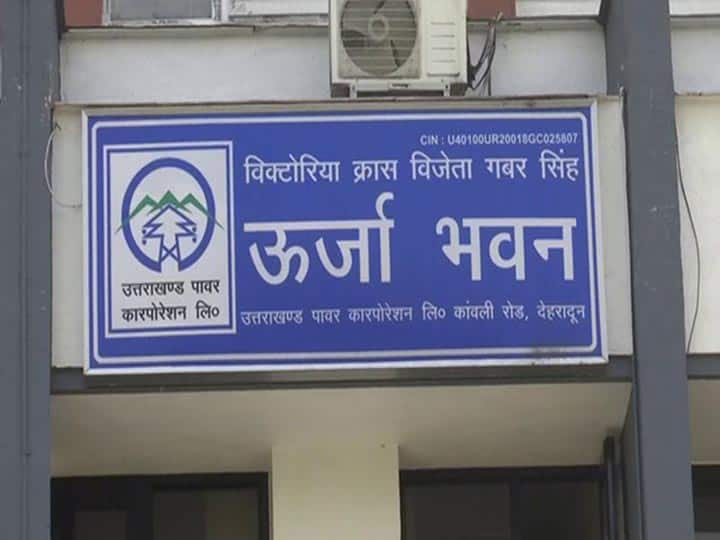 CIN : U40100UR20018GC025807
विक्टोरिया क्रास विजेता गबर सिंह
ऊर्जा भवन
उत्तराखण्ड पावर कारपोरेशन लि० कांवली रोड, देहरादून
उत्तराखण्ड पावर
कारपोरेशन लि०